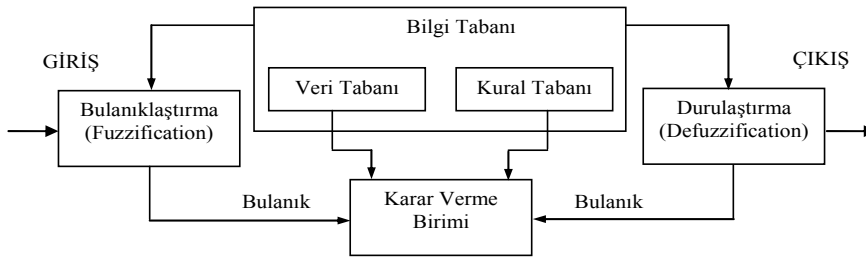 Bilgi Tabanı
GİRİŞ
ÇIKIŞ
Veri Tabanı
Kural Tabanı
Bulanıklaştırma
(Fuzzification)
Durulaştırma
(Defuzzification)
Bulanık
Karar Verme
Birimi
Bulanık